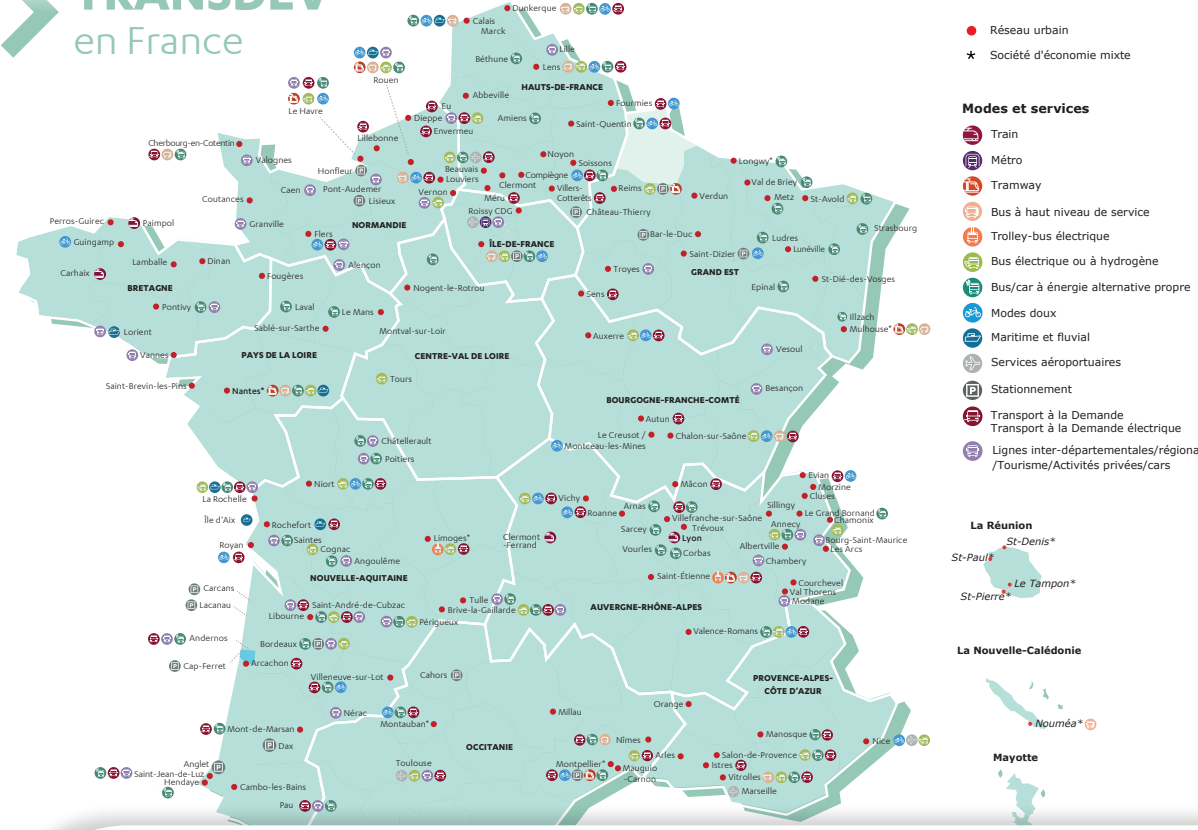 TRANSDEV
en France
Dunkerque
Calais
Marck
Lille
Béthune
Lens
Rouen
HAUTS-DE-FRANCE
Abbeville
Fourmies
Le Havre
Eu
Dieppe
Amiens
Saint-Quentin
Envermeu
Lillebonne
Cherbourg-en-Cotentin
Valognes
Noyon
Soissons
Longwy*
Honfleur
Beauvais
Louviers
Compiègne
Clermont
Villers-
Cotterêts
Reims
Verdun
Val de Briey
Metz
St-Avold
Caen
Pont-Audemer
Lisieux
Vernon
Méru
Château-Thierry
Coutances
Roissy CDG
Granville
NORMANDIE
Strasbourg
Perros-Guirec
Paimpol
Guingamp
Flers
ÎLE-DE-FRANCE
Bar-le-Duc
Ludres
Saint-Dizier
Lunéville
Lamballe
Dinan
Alençon
Troyes
GRAND EST
Carhaix
Fougères
St-Dié-des-Vosges
BRETAGNE
Nogent-le-Rotrou
Epinal
Sens
Pontivy
Laval
Le Mans
Illzach
Mulhouse*
Lorient
Sablé-sur-Sarthe
Montval-sur-Loir
Auxerre
Vannes
PAYS DE LA LOIRE
CENTRE-VAL DE LOIRE
Vesoul
Saint-Brevin-les-Pins
Nantes*
Tours
Besançon
BOURGOGNE-FRANCHE-COMTÉ
Autun
Le Creusot /
Montceau-les-Mines
Chalon-sur-Saône
Châtellerault
Poitiers
Niort
Mâcon
Evian
Morzine
Cluses
La Rochelle
Vichy
Roanne
Arnas
Sillingy
Le Grand Bornand
Chamonix
Île d'Aix
Rochefort
Villefranche-sur-Saône
Trévoux
Annecy
Sarcey
Lyon
Royan
Saintes
Limoges*
Clermont
-Ferrand
Bourg-Saint-Maurice
Albertville
Les Arcs
Cognac
Vourles
Corbas
Angoulême
Chambery
NOUVELLE-AQUITAINE
Saint-Étienne
Courchevel
Val Thorens
Modane
Carcans
Lacanau
Saint-André-de-Cubzac
Libourne
Tulle
Brive-la-Gaillarde
AUVERGNE-RHÔNE-ALPES
Périgueux
Valence-Romans
Andernos
Bordeaux
Cap-Ferret
Arcachon
Villeneuve-sur-Lot
Cahors
PROVENCE-ALPES-
CÔTE D'AZUR
Nérac
Montauban*
Millau
Orange
Mont-de-Marsan
Dax
OCCITANIE
Nîmes
Manosque
Nice
Arles
Salon-de-Provence
Anglet
Saint-Jean-de-Luz
Hendaye
Toulouse
Montpellier*
Mauguio
-Carnon
Istres
Vitrolles
Marseille
Cambo-les-Bains
Pau
Réseau urbain
* Société d'économie mixte
Modes et services
Train
Métro
Tramway
Bus à haut niveau de service
Trolley-bus électrique
Bus électrique ou à hydrogène
Bus/car à énergie alternative propre
Modes doux
Maritime et fluvial
Services aéroportuaires
P Stationnement
Transport à la Demande
Transport à la Demande électrique
Lignes inter-départementales/régiona
/Tourisme/Activités privées/cars
La Réunion
St-Denis*
St-Paul*
Le Tampon*
St-Pierre*
La Nouvelle-Calédonie
Nouméa*
Mayotte